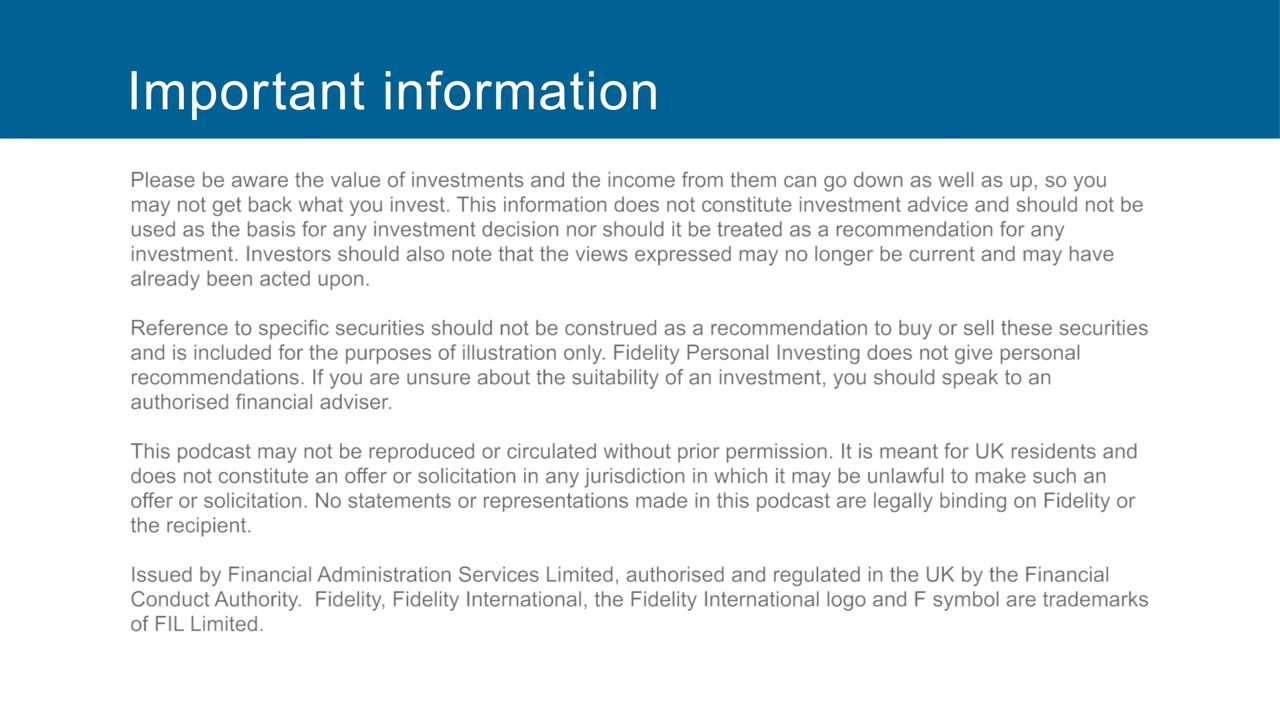 Important information
Please be aware the value of investments and the income from them can go down as well as up, so you
may not get back what you invest. This information does not constitute investment advice and should not be
used as the basis for any investment decision nor should it be treated as a recommendation for any
investment. Investors should also note that the views expressed may no longer be current and may have
already been acted upon.
Reference to specific securities should not be construed as a recommendation to buy or sell these securities
and is included for the purposes of illustration only. Fidelity Personal Investing does not give personal
recommendations. If you are unsure about the suitability of an investment, you should speak to an
authorised financial adviser.
This podcast may not be reproduced or circulated without prior permission. It is meant for UK residents and
does not constitute an offer or solicitation in any jurisdiction in which it may be unlawful to make such an
offer or solicitation. No statements or representations made in this podcast are legally binding on Fidelity or
the recipient.
Issued by Financial Administration Services Limited, authorised and regulated in the UK by the Financial
Conduct Authority.  Fidelity, Fidelity International, the Fidelity International logo and F symbol are trademarks
of FIL Limited.